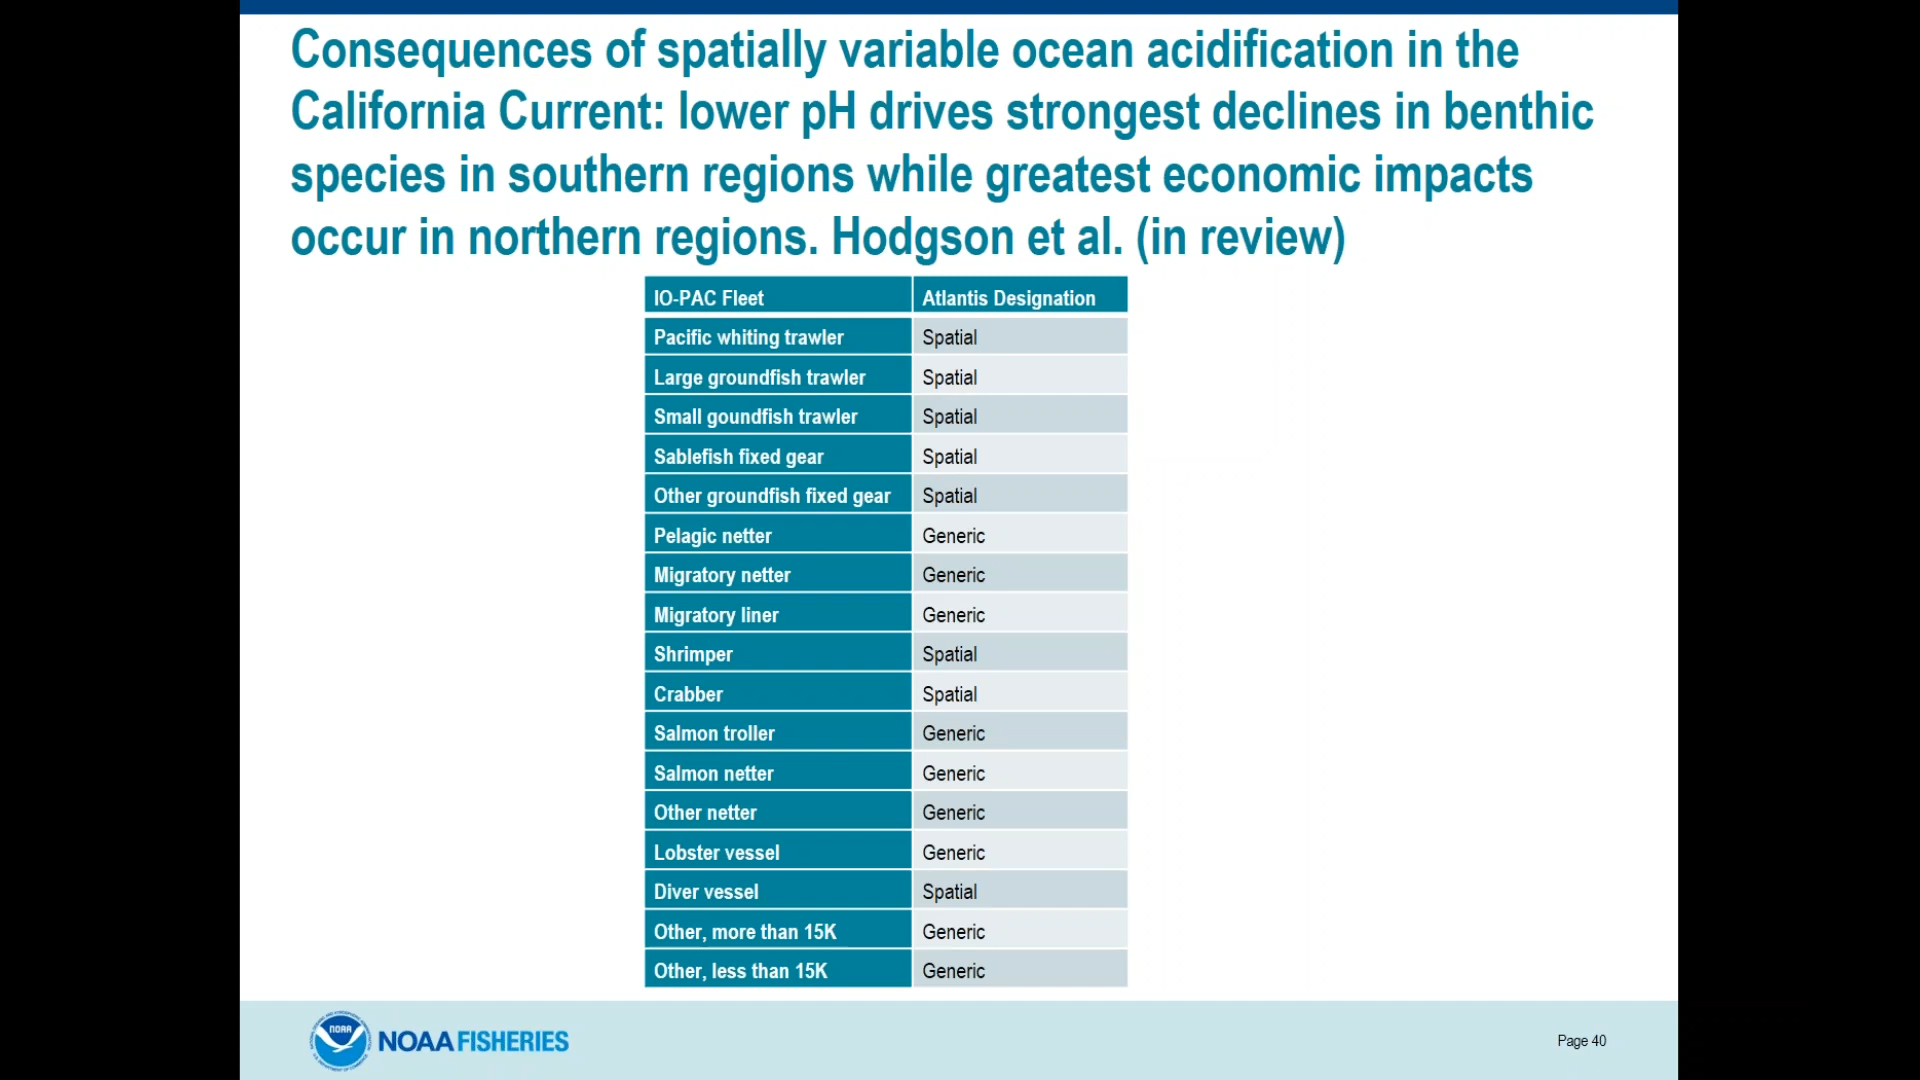 Consequences of spatially variable ocean acidification in the
California Current: lower pH drives strongest declines in benthic
species in southern regions while greatest economic impacts
occur in northern regions. Hodgson et al. (in review)
IO-PAC Fleet Atlantis Designation
Pacific whiting trawler Spatial
Large groundfish trawler Spatial
Small goundfish trawler Spatial
Sablefish fixed gear Spatial
Other groundfish fixed gear Spatial
Pelagic netter Generic
Migratory netter Generic
Migratory liner Generic
Shrimper Spatial
Crabber Spatial
Salmon troller Generic
Salmon netter Generic
Other netter Generic
Lobster vessel Generic
Diver vessel Spatial
Other, more than 15K Generic
Other, less than 15K Generic
NOAA
NOAA FISHERIES
Page 40